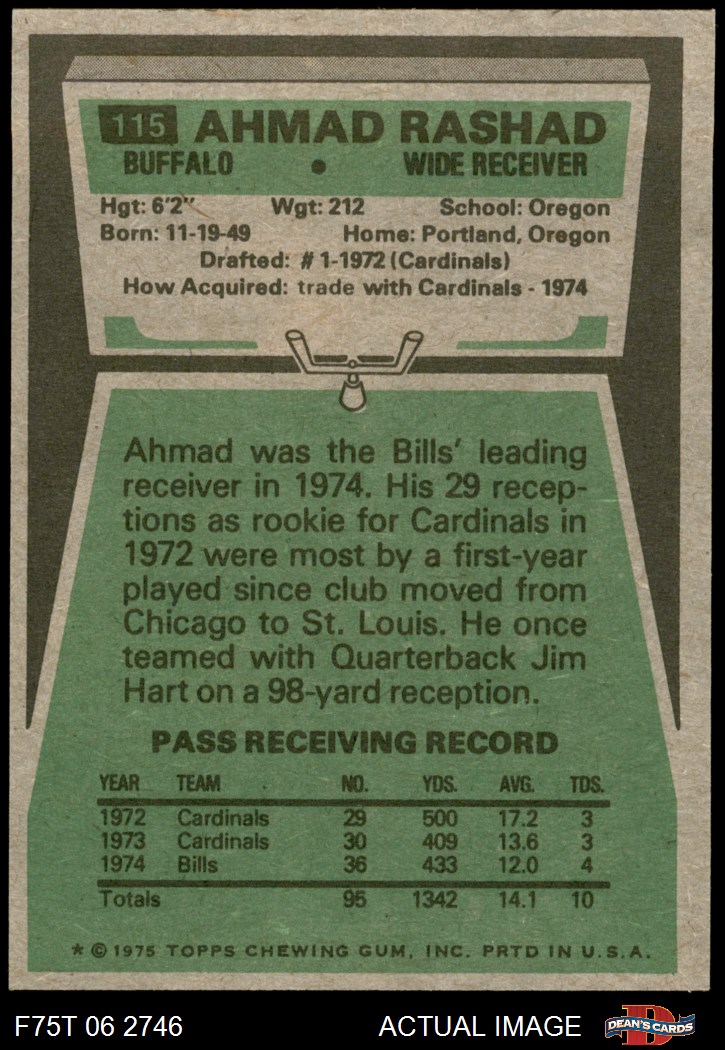 115 AHMAD RASHAD
BUFFALO • WIDE RECEIVER
Hgt: 6'2" Wgt: 212 School: Oregon
Born: 11-19-49 Home: Portland, Oregon
Drafted: #1-1972 (Cardinals)
How Acquired: trade with Cardinals - 1974
Ahmad was the Bills' leading
receiver in 1974. His 29 recep-
tions as rookie for Cardinals in
1972 were most by a first-year
played since club moved from
Chicago to St. Louis. He once
teamed with Quarterback Jim
Hart on a 98-yard reception.
PASS RECEIVING RECORD
YEAR TEAM NO. YDS. AVG. TDS.
1972 Cardinals 29 500 17.2 3
1973 Cardinals 30 409 13.6 3
1974 Bills 36 433 12.0 4
Totals 95 1342 14.1 10
* © 1975 TOPPS CHEWING GUM, INC. PRTD IN U.S.A.
F75T 06 2746 ACTUAL IMAGE D DEAN'S CARDS